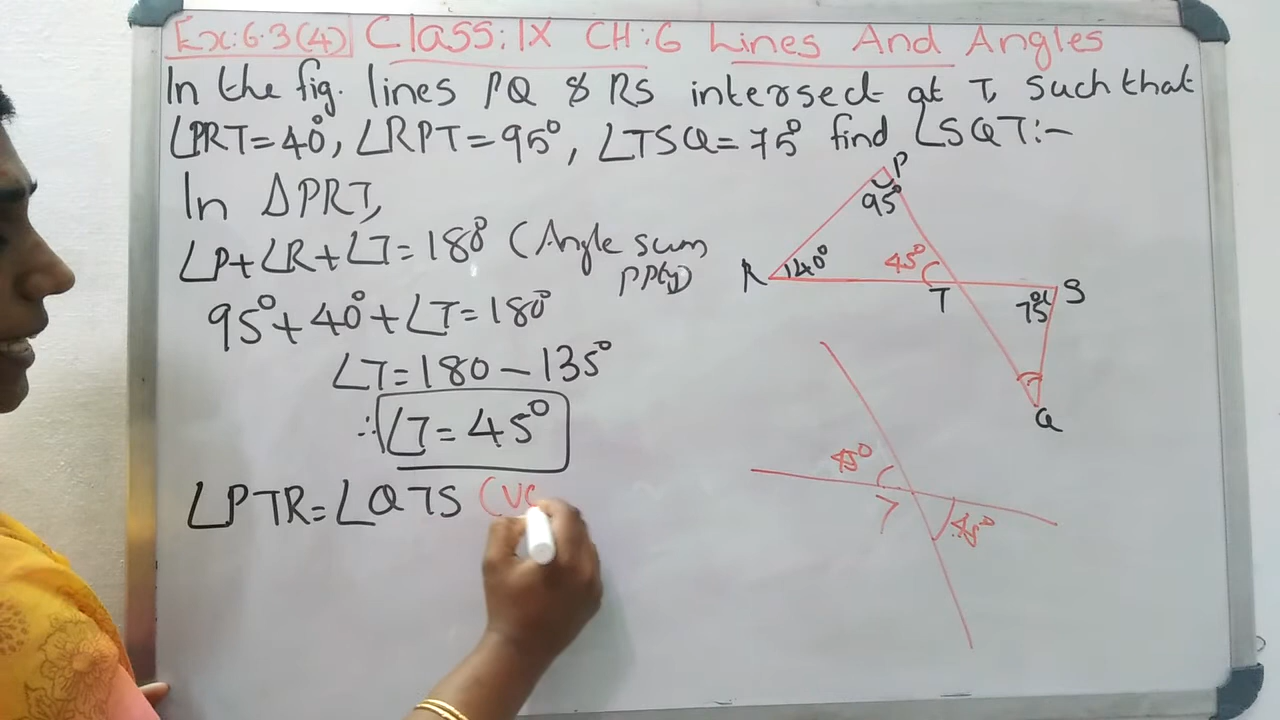 Ex:6.3(4) Class:IX CH:6 Lines And Angles
In the fig. lines PQ & RS intersect at T, such that
∠PRT=40°, ∠RPT=95°, ∠TSQ=75° find ∠SQT:-
In ΔPRT,
∠P+∠R+∠T=180° (Angle sum
PPty)
95°+40°+∠T=180°
∠T=180-135°
∴ ∠T=45°
∠PTR=∠QTS (Ve
P
95°
R
40°
45°
T
S
75°
Q
45°
T
45°